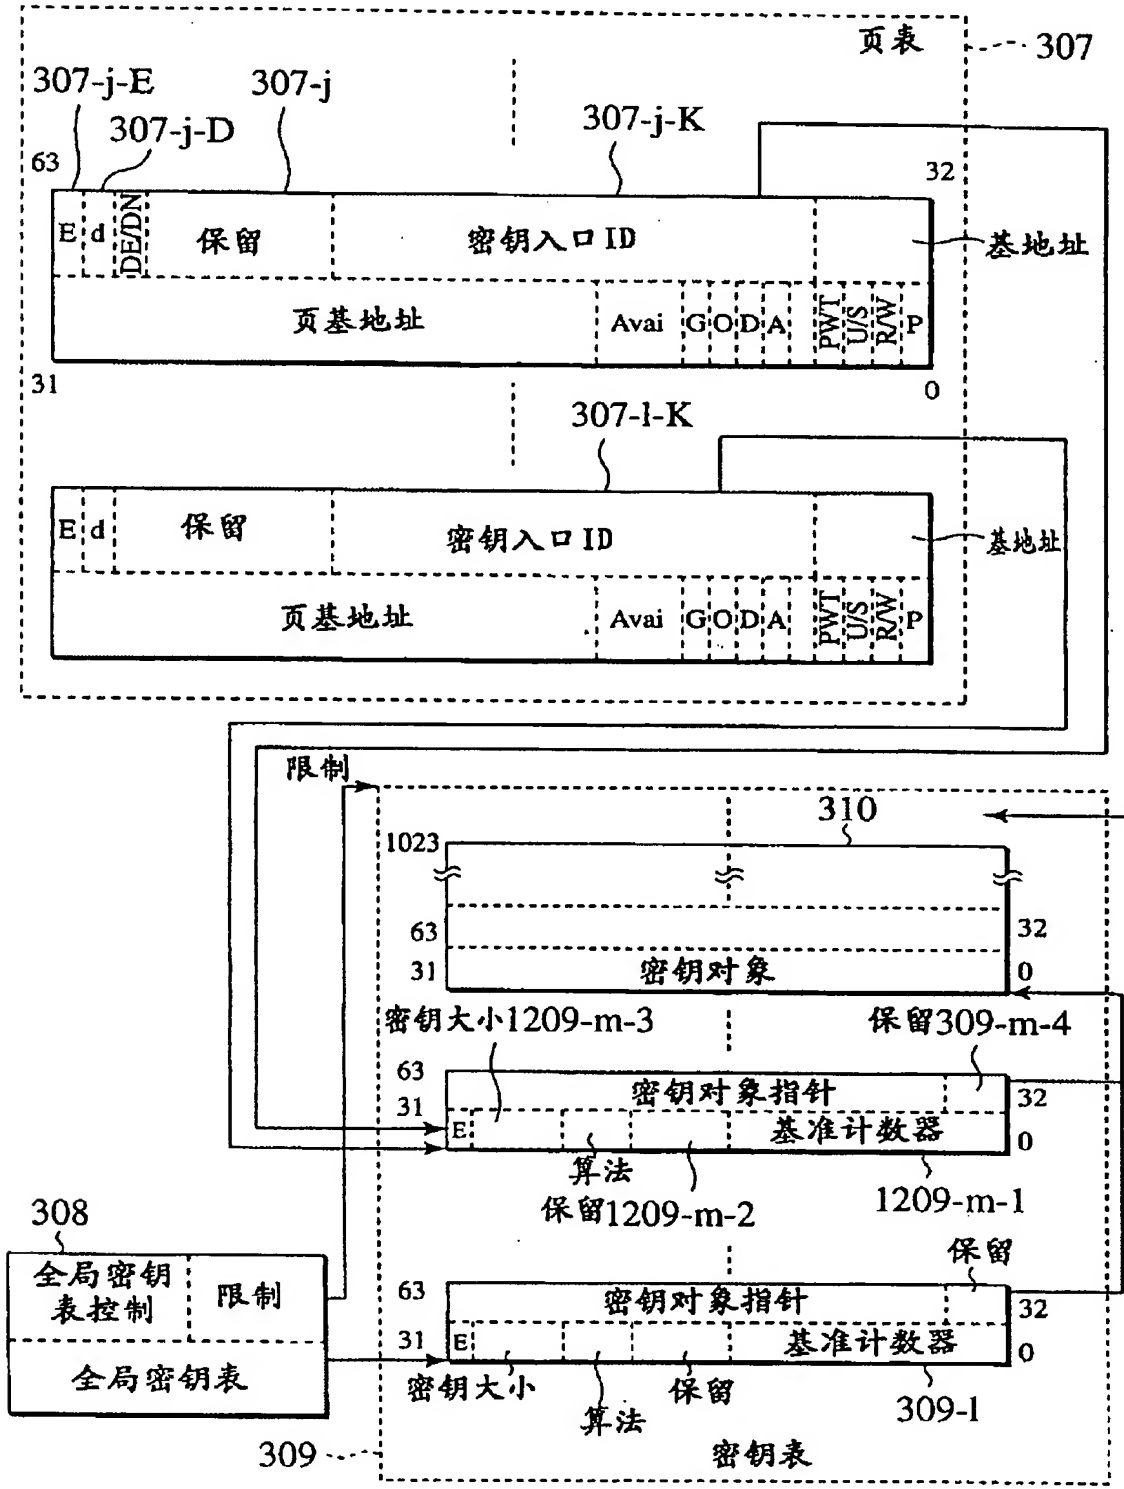 页表
307
307-j-E
307-j
307-j-D
307-j-K
63
32
E
d
DE/DN
保留
密钥入口ID
基地址
页基地址
Avai
G
O
D
A
PWT
U/S
R/W
P
31
0
307-l-K
E
d
保留
密钥入口ID
基地址
页基地址
Avai
G
O
D
A
PWT
U/S
R/W
P
限制
310
1023
63
32
31
密钥对象
0
密钥大小1209-m-3
保留309-m-4
63
密钥对象指针
32
31
E
基准计数器
0
算法
保留1209-m-2
1209-m-1
308
保留
全局密钥
表控制
限制
63
密钥对象指针
32
31
E
基准计数器
0
全局密钥表
密钥大小
算法
保留
309-l
309
密钥表